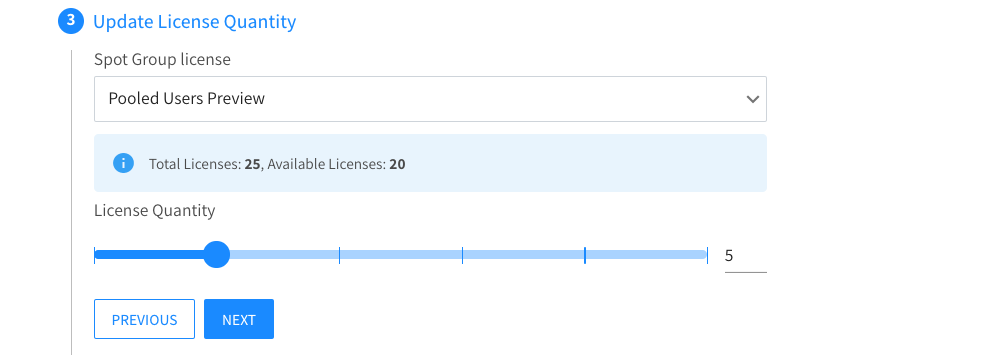 3 Update License Quantity
Spot Group license
Pooled Users Preview
i Total Licenses: 25, Available Licenses: 20
License Quantity
5
PREVIOUS NEXT